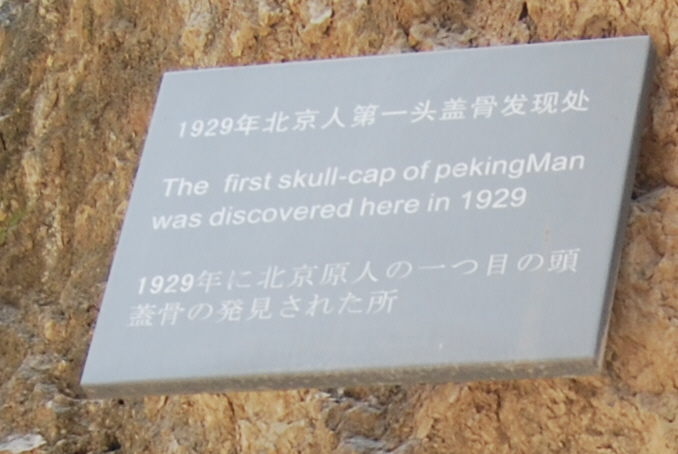 1929年北京人第一头盖骨发现处
The first skull-cap of pekingMan
was discovered here in 1929
1929年に北京原人の一つ目の頭
蓋骨の発見された所